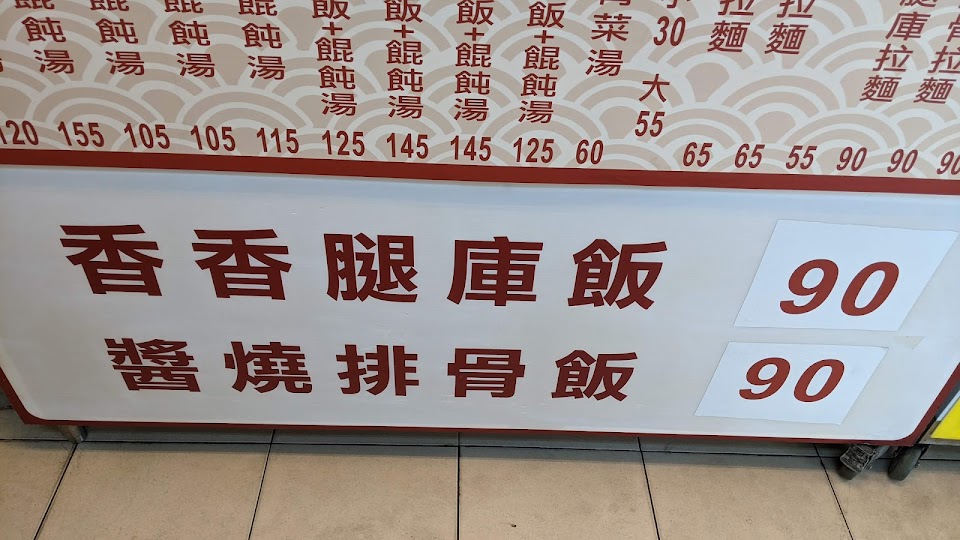 餛飩湯 餛飩湯 餛飩湯 餛飩湯 飯+餛飩湯 飯+餛飩湯 飯+餛飩湯 飯+餛飩湯 菜湯 30 大 55 拉麵 拉麵 腿庫拉麵 骨拉麵
120 155 105 105 115 125 145 145 125 60 65 65 55 90 90 90
香香腿庫飯 90
醬燒排骨飯 90